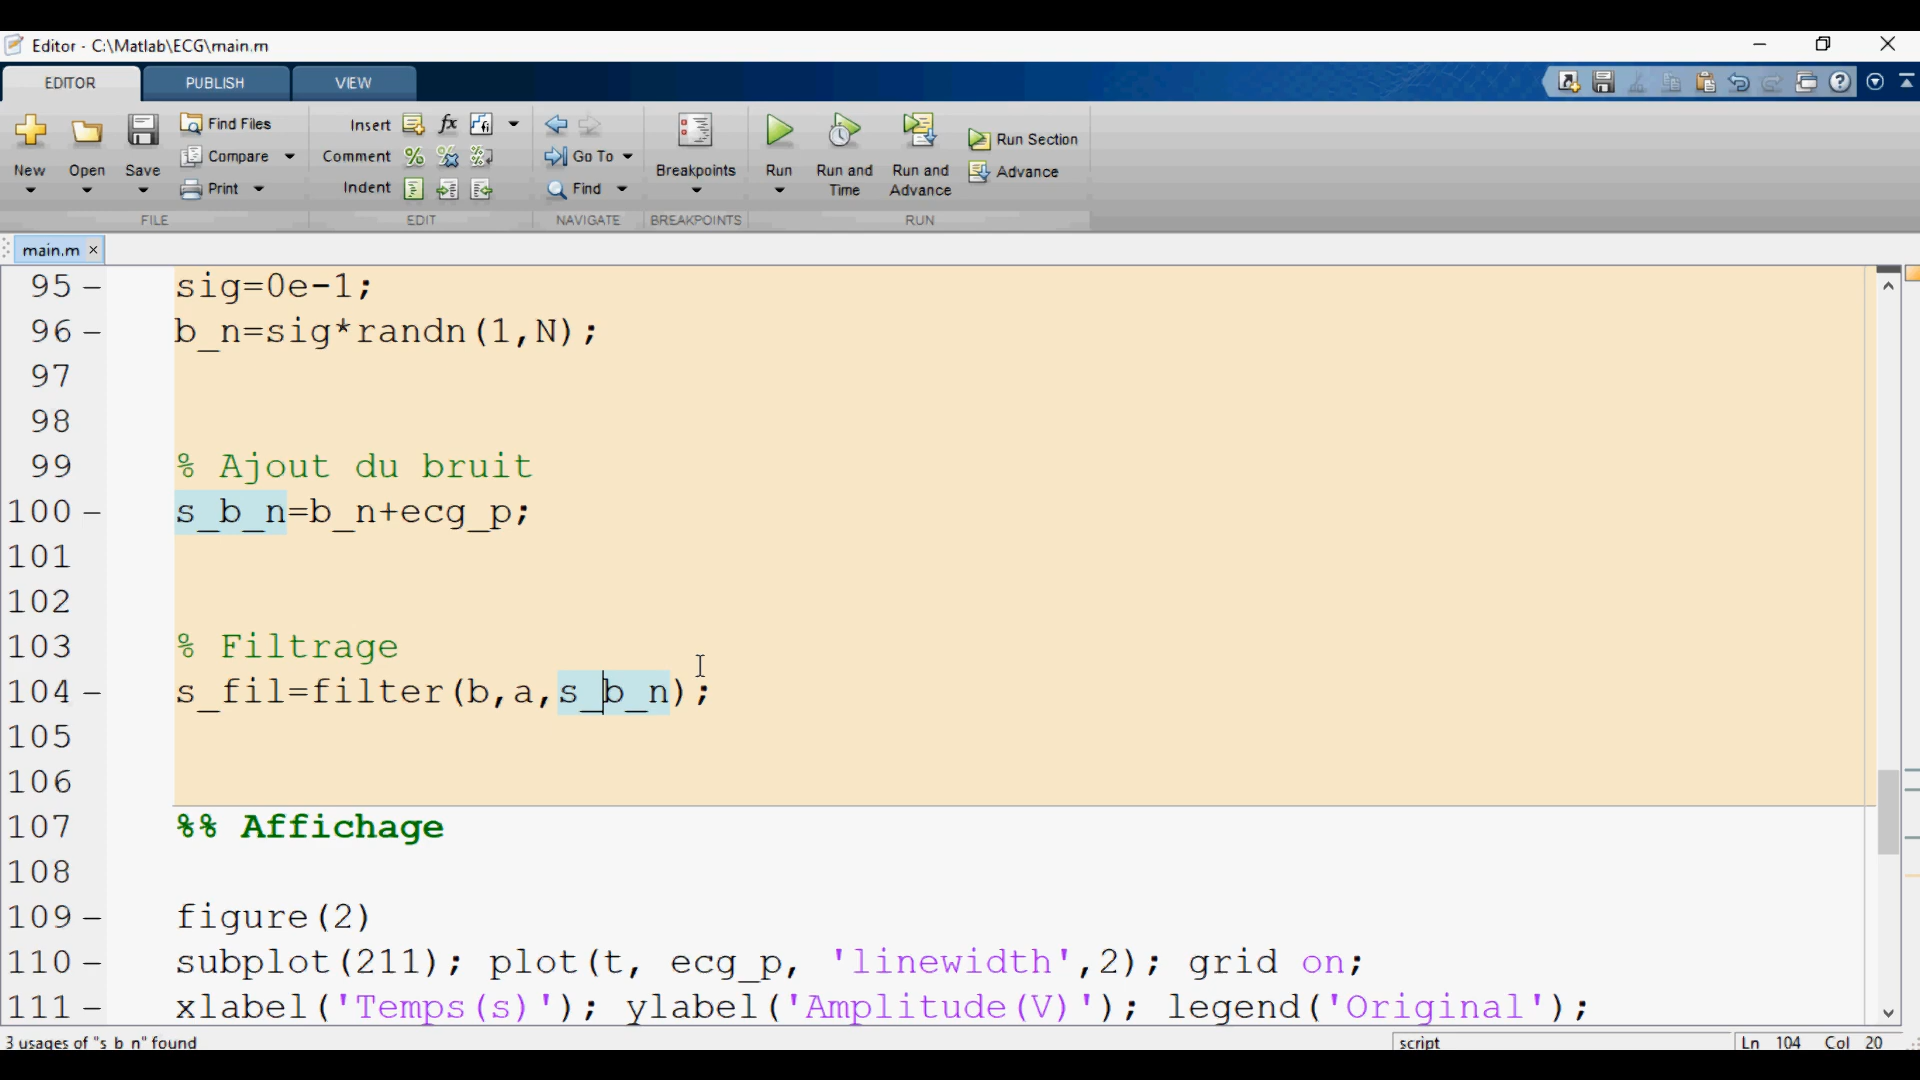 Editor - C:\Matlab\ECG\main.m
EDITOR PUBLISH VIEW
New Open Save Find Files Compare Print
FILE
Insert fx Comment Indent
EDIT
Go To Find
NAVIGATE
Breakpoints
BREAKPOINTS
Run Run and Time Run and Advance Run Section Advance
RUN
main.m
95 – sig=0e-1;
96 – b_n=sig*randn(1,N);
97
98
99 % Ajout du bruit
100 – s_b_n=b_n+ecg_p;
101
102
103 % Filtrage
104 – s_fil=filter(b,a,s_b_n);
105
106
107 %% Affichage
108
109 – figure(2)
110 – subplot(211); plot(t, ecg_p, 'linewidth',2); grid on;
111 – xlabel('Temps(s)'); ylabel('Amplitude(V)'); legend('Original');
3 usages of "s_b_n" found script Ln 104 Col 20